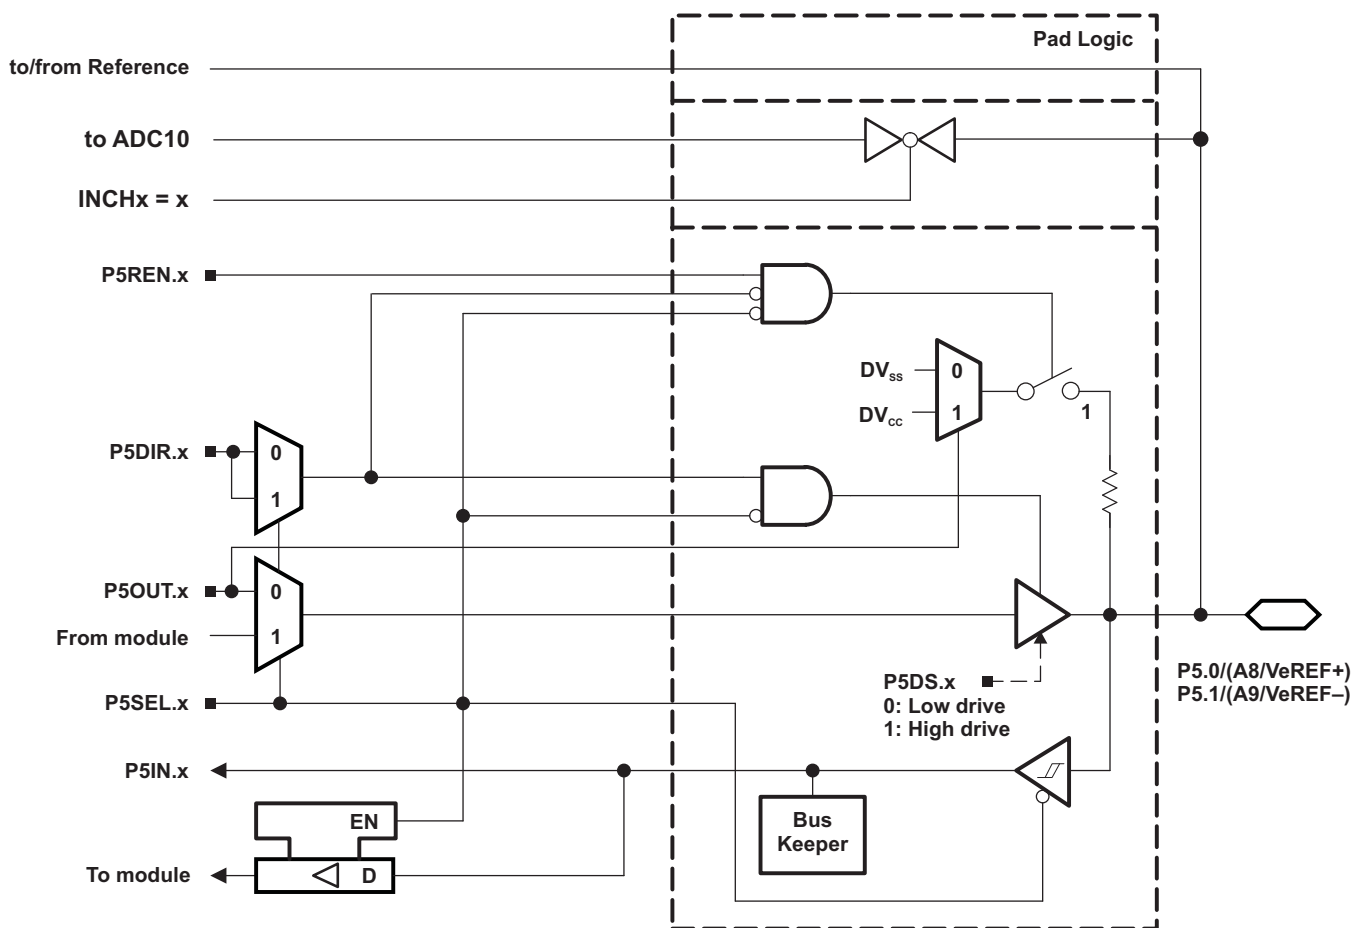 Pad Logic
to/from Reference
to ADC10
INCHx = x
P5REN.x
DVSS
0
DVCC
1
1
P5DIR.x
0
1
P5OUT.x
0
From module
1
P5SEL.x
P5DS.x
0: Low drive
1: High drive
P5.0/(A8/VeREF+)
P5.1/(A9/VeREF–)
P5IN.x
Bus
Keeper
EN
To module
D